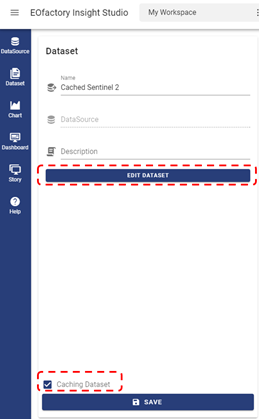 EOfactory Insight Studio
My Workspace
DataSource
Dataset
Chart
Dashboard
Story
Help
Dataset
Name
Cached Sentinel 2
DataSource
Description
EDIT DATASET
Caching Dataset
SAVE